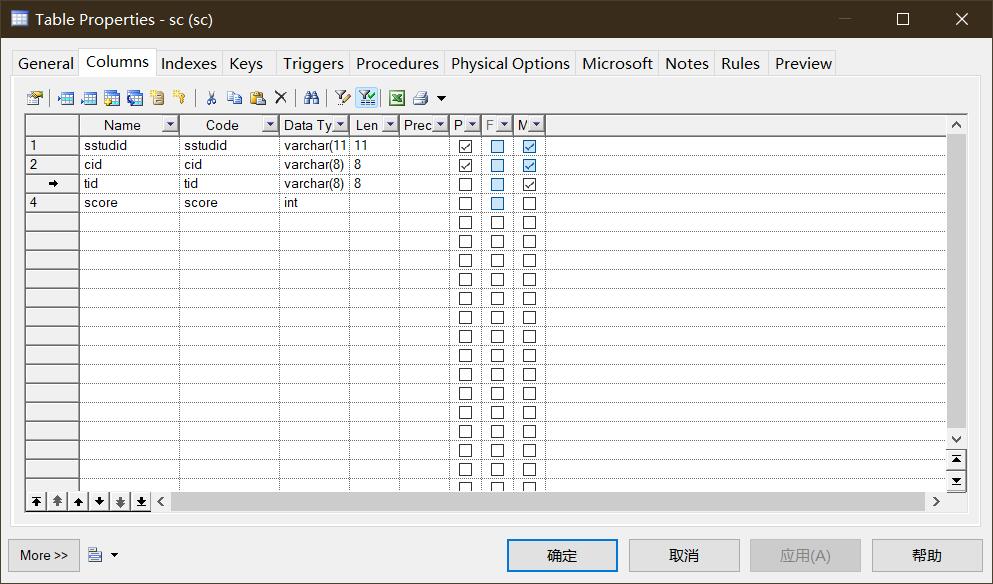 Table Properties - sc (sc)
General Columns Indexes Keys Triggers Procedures Physical Options Microsoft Notes Rules Preview
Name Code Data Ty Len Prec P F M
1 sstudid sstudid varchar(11 11
2 cid cid varchar(8) 8
tid tid varchar(8) 8
4 score score int
More >> 确定 取消 应用(A) 帮助